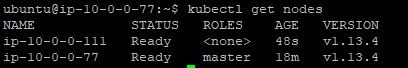 ubuntu@ip-10-0-0-77:~$ kubectl get nodes
NAME STATUS ROLES AGE VERSION
ip-10-0-0-111 Ready <none> 48s v1.13.4
ip-10-0-0-77 Ready master 18m v1.13.4